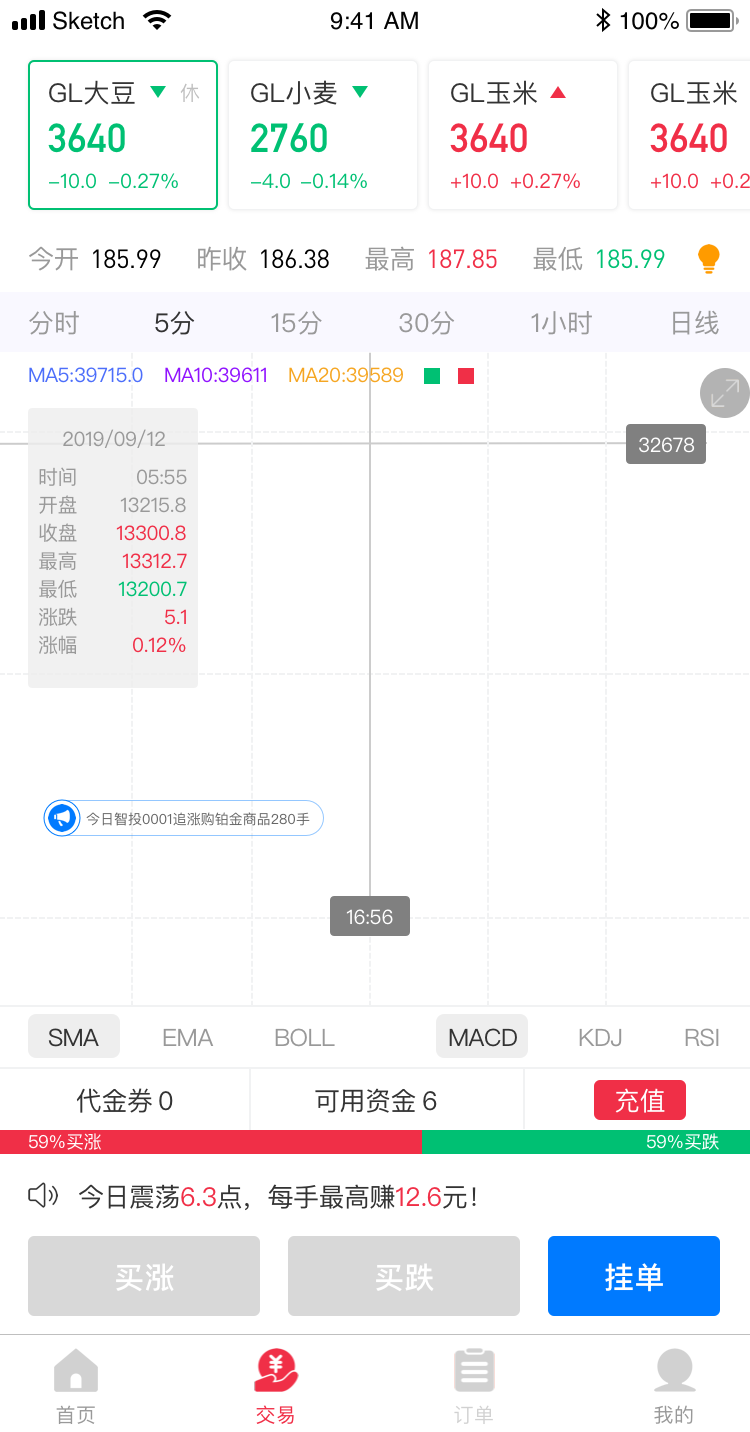 Sketch 9:41 AM 100%
GL大豆 休 GL小麦 GL玉米 GL玉米
3640 2760 3640 3640
−10.0 −0.27% −4.0 −0.14% +10.0 +0.27% +10.0 +0.2
今开 185.99 昨收 186.38 最高 187.85 最低 185.99
分时 5分 15分 30分 1小时 日线
MA5:39715.0 MA10:39611 MA20:39589
2019/09/12
32678
时间 05:55
开盘 13215.8
收盘 13300.8
最高 13312.7
最低 13200.7
涨跌 5.1
涨幅 0.12%
今日智投0001追涨购铂金商品280手
16:56
SMA EMA BOLL MACD KDJ RSI
代金券 0 可用资金 6 充值
59%买涨 59%买跌
今日震荡6.3点，每手最高赚12.6元！
买涨 买跌 挂单
首页 交易 订单 我的